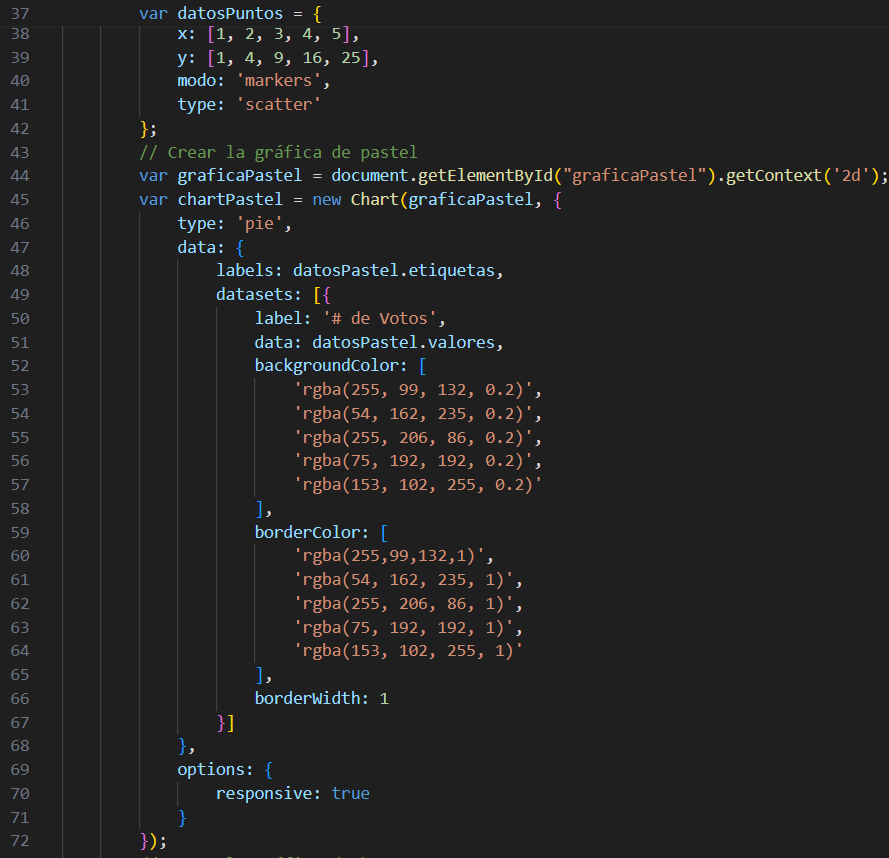 37 var datosPuntos = {
38 x: [1, 2, 3, 4, 5],
39 y: [1, 4, 9, 16, 25],
40 modo: 'markers',
41 type: 'scatter'
42 };
43 // Crear la gráfica de pastel
44 var graficaPastel = document.getElementById("graficaPastel").getContext('2d');
45 var chartPastel = new Chart(graficaPastel, {
46 type: 'pie',
47 data: {
48 labels: datosPastel.etiquetas,
49 datasets: [{
50 label: '# de Votos',
51 data: datosPastel.valores,
52 backgroundColor: [
53 'rgba(255, 99, 132, 0.2)',
54 'rgba(54, 162, 235, 0.2)',
55 'rgba(255, 206, 86, 0.2)',
56 'rgba(75, 192, 192, 0.2)',
57 'rgba(153, 102, 255, 0.2)'
58 ],
59 borderColor: [
60 'rgba(255,99,132,1)',
61 'rgba(54, 162, 235, 1)',
62 'rgba(255, 206, 86, 1)',
63 'rgba(75, 192, 192, 1)',
64 'rgba(153, 102, 255, 1)'
65 ],
66 borderWidth: 1
67 }]
68 },
69 options: {
70 responsive: true
71 }
72 });